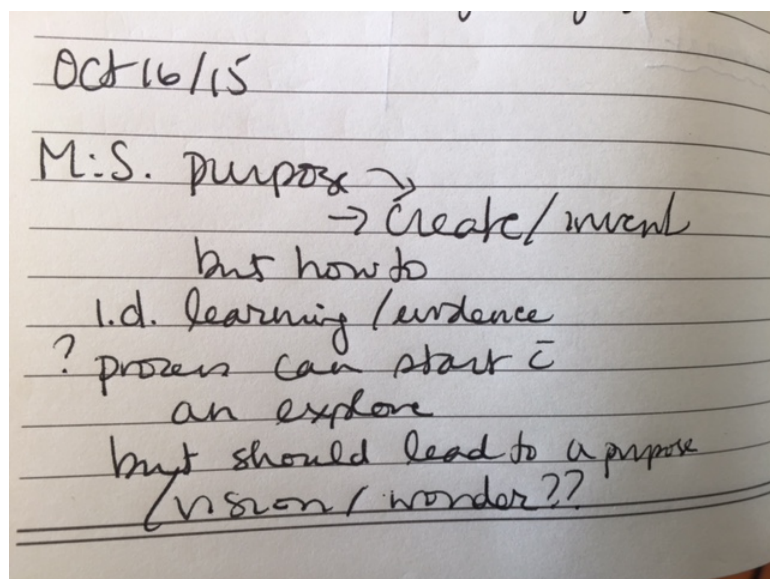 Oct 16/15
M:S. purpose →
→ Create/invent
but how to
i.d. learning/evidence
? process can start c̄
an explore
but should lead to a purpose
/vision/wonder??